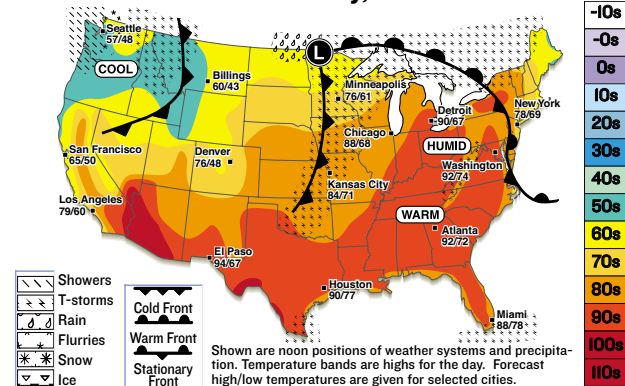 Seattle
57/48
COOL
Billings
60/43
L
Minneapolis
76/61
Detroit
90/67
New York
78/69
Chicago
88/68
HUMID
Washington
92/74
San Francisco
65/50
Denver
76/48
Kansas City
84/71
Los Angeles
79/60
WARM
Atlanta
92/72
El Paso
94/67
Houston
90/77
Miami
88/78
Showers
T-storms
Rain
Flurries
Snow
Ice
Cold Front
Warm Front
Stationary
Front
Shown are noon positions of weather systems and precipita-
tion. Temperature bands are highs for the day. Forecast
high/low temperatures are given for selected cities.
-10s
-0s
0s
10s
20s
30s
40s
50s
60s
70s
80s
90s
100s
110s